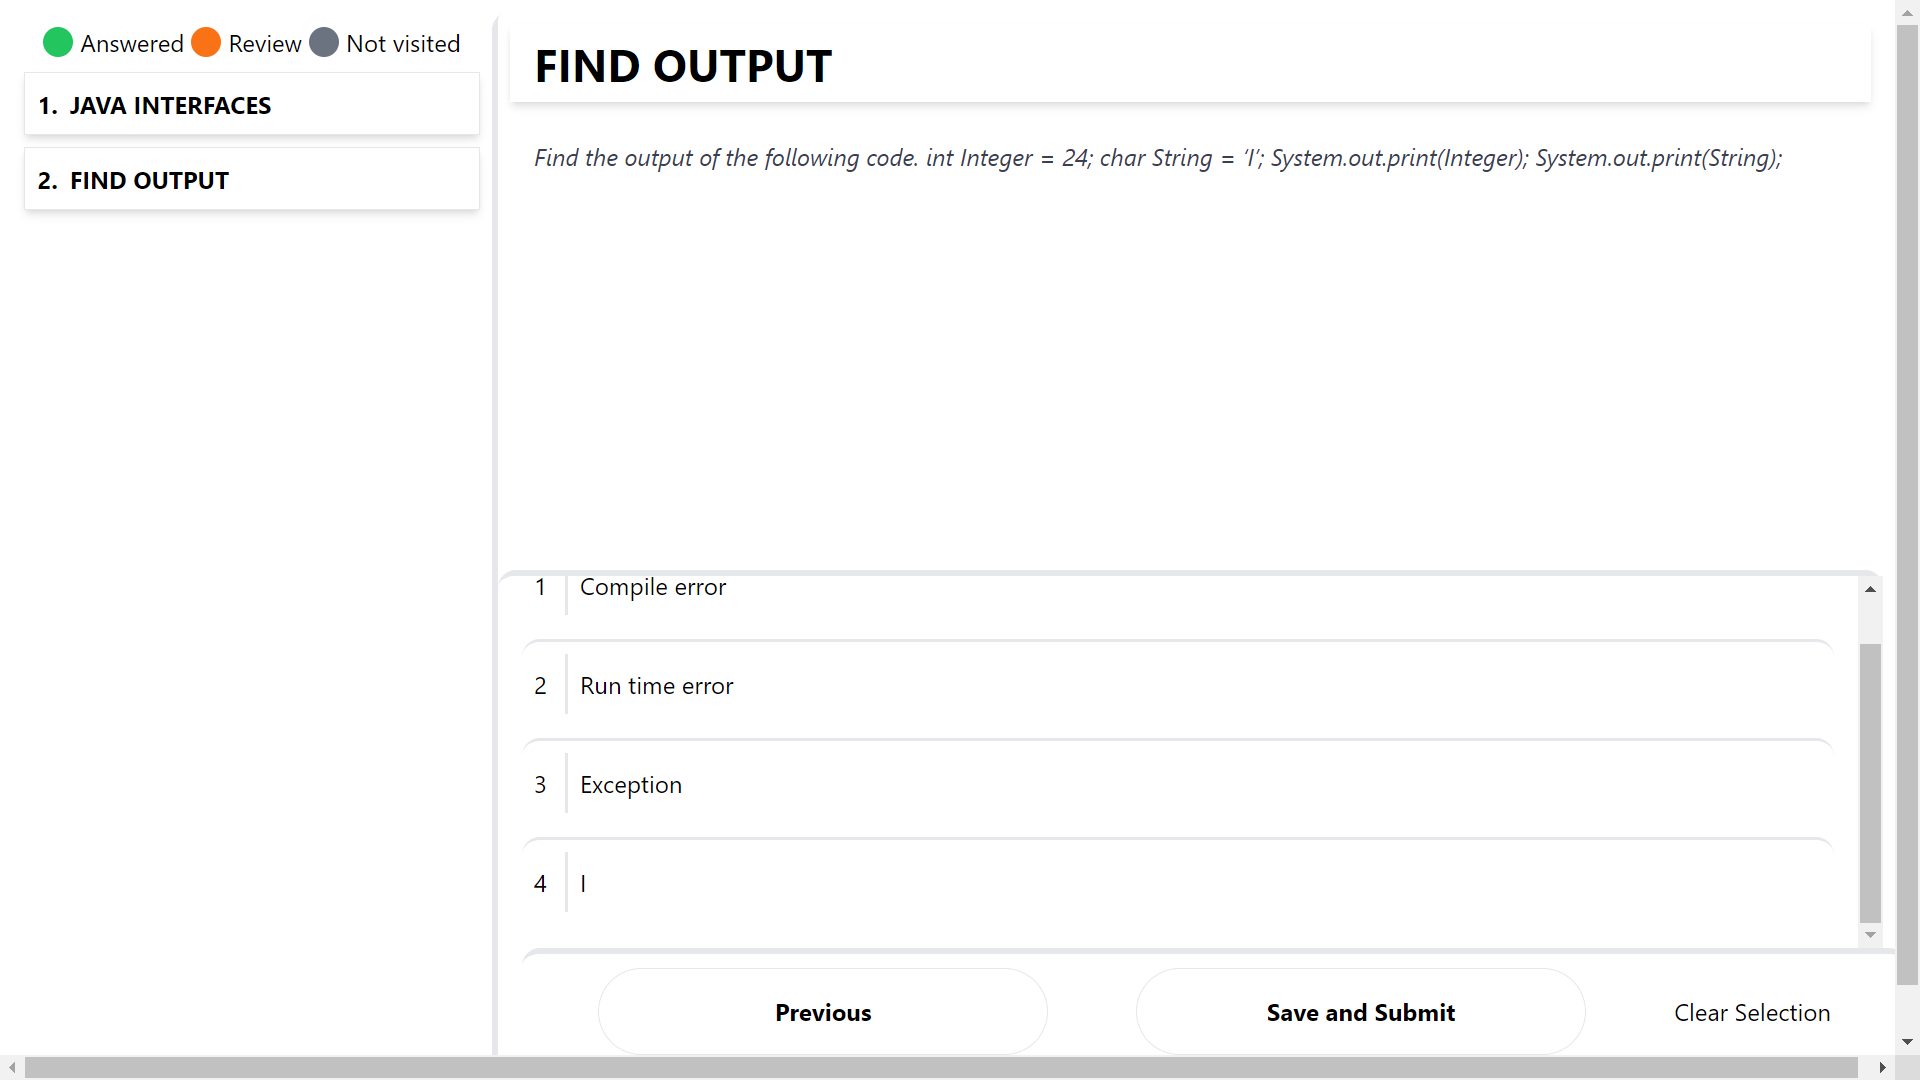 Answered Review Not visited
1. JAVA INTERFACES
2. FIND OUTPUT
FIND OUTPUT
Find the output of the following code. int Integer = 24; char String = ‘I’; System.out.print(Integer); System.out.print(String);
1 Compile error
2 Run time error
3 Exception
4 I
Previous
Save and Submit
Clear Selection